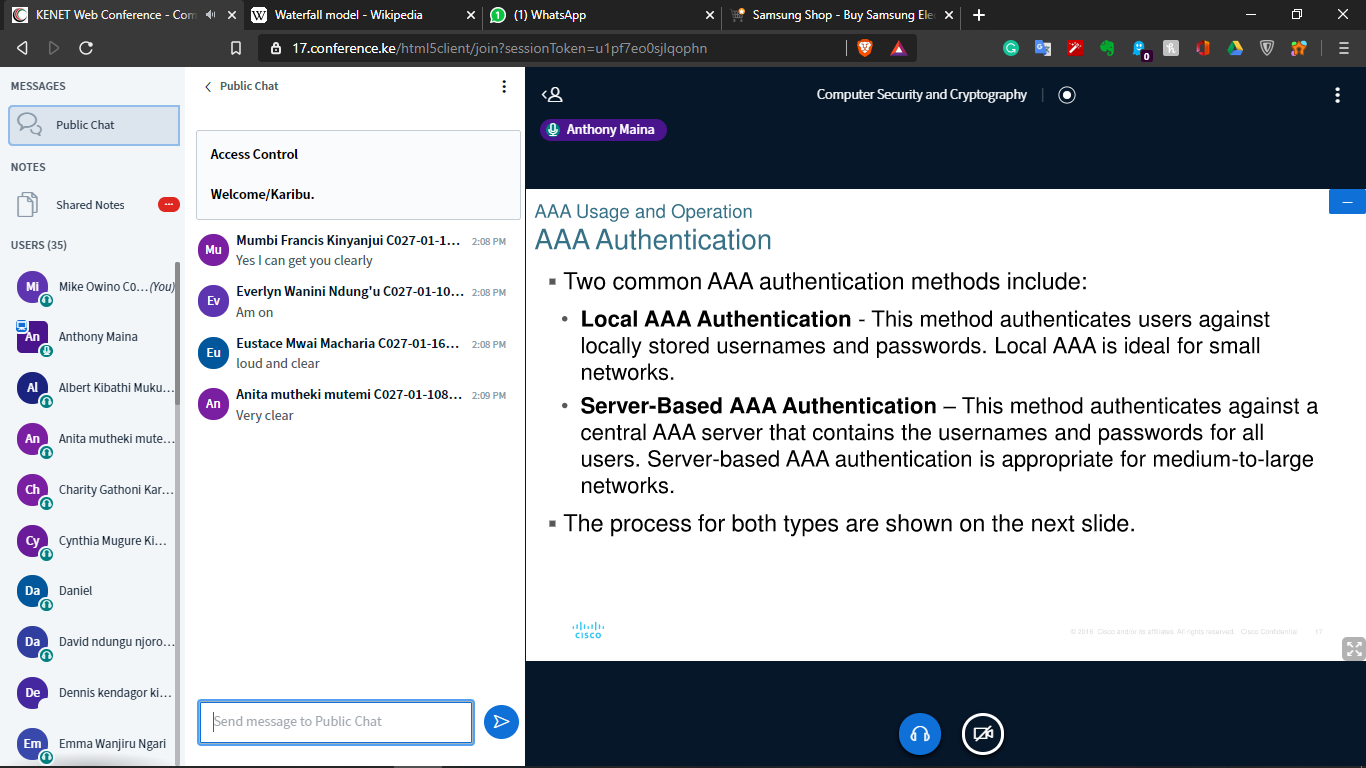 KENET Web Conference - Com
Waterfall model - Wikipedia
(1) WhatsApp
Samsung Shop - Buy Samsung Ele
17.conference.ke/html5client/join?sessionToken=u1pf7eo0sjlqophn
0
MESSAGES
Public Chat
NOTES
Shared Notes
USERS (35)
Mi
Mike Owino C0...(You)
An
Anthony Maina
Al
Albert Kibathi Muku...
An
Anita mutheki mute...
Ch
Charity Gathoni Kar...
Cy
Cynthia Mugure Ki...
Da
Daniel
Da
David ndungu njoro...
De
Dennis kendagor ki...
Em
Emma Wanjiru Ngari
Public Chat
Access Control
Welcome/Karibu.
Mu
Mumbi Francis Kinyanjui C027-01-1... 2:08 PM
Yes I can get you clearly
Ev
Everlyn Wanini Ndung'u C027-01-10... 2:08 PM
Am on
Eu
Eustace Mwai Macharia C027-01-16... 2:08 PM
loud and clear
An
Anita mutheki mutemi C027-01-108... 2:09 PM
Very clear
Send message to Public Chat
Computer Security and Cryptography
Anthony Maina
AAA Usage and Operation
AAA Authentication
Two common AAA authentication methods include:
Local AAA Authentication - This method authenticates users against
locally stored usernames and passwords. Local AAA is ideal for small
networks.
Server-Based AAA Authentication – This method authenticates against a
central AAA server that contains the usernames and passwords for all
users. Server-based AAA authentication is appropriate for medium-to-large
networks.
The process for both types are shown on the next slide.
CISCO
© 2016 Cisco and/or its affiliates. All rights reserved. Cisco Confidential 17